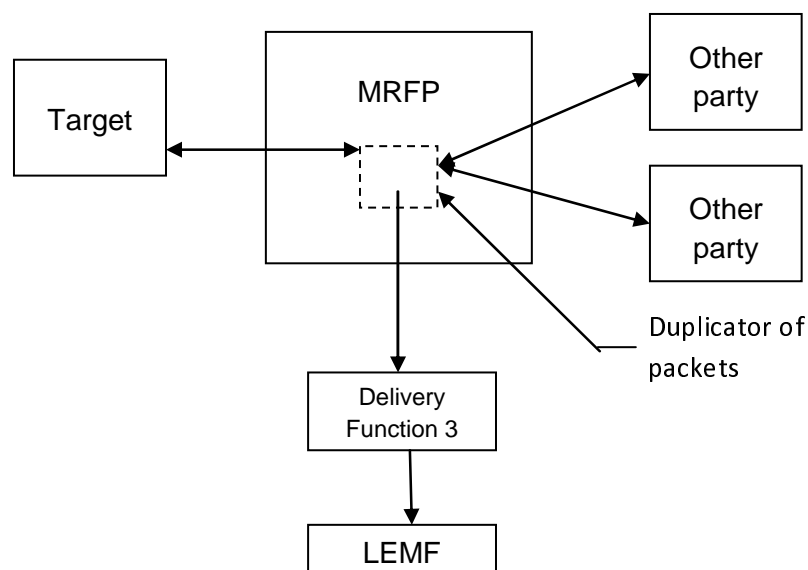 Target
MRFP
Other
party
Other
party
Duplicator of
packets
Delivery
Function 3
LEMF